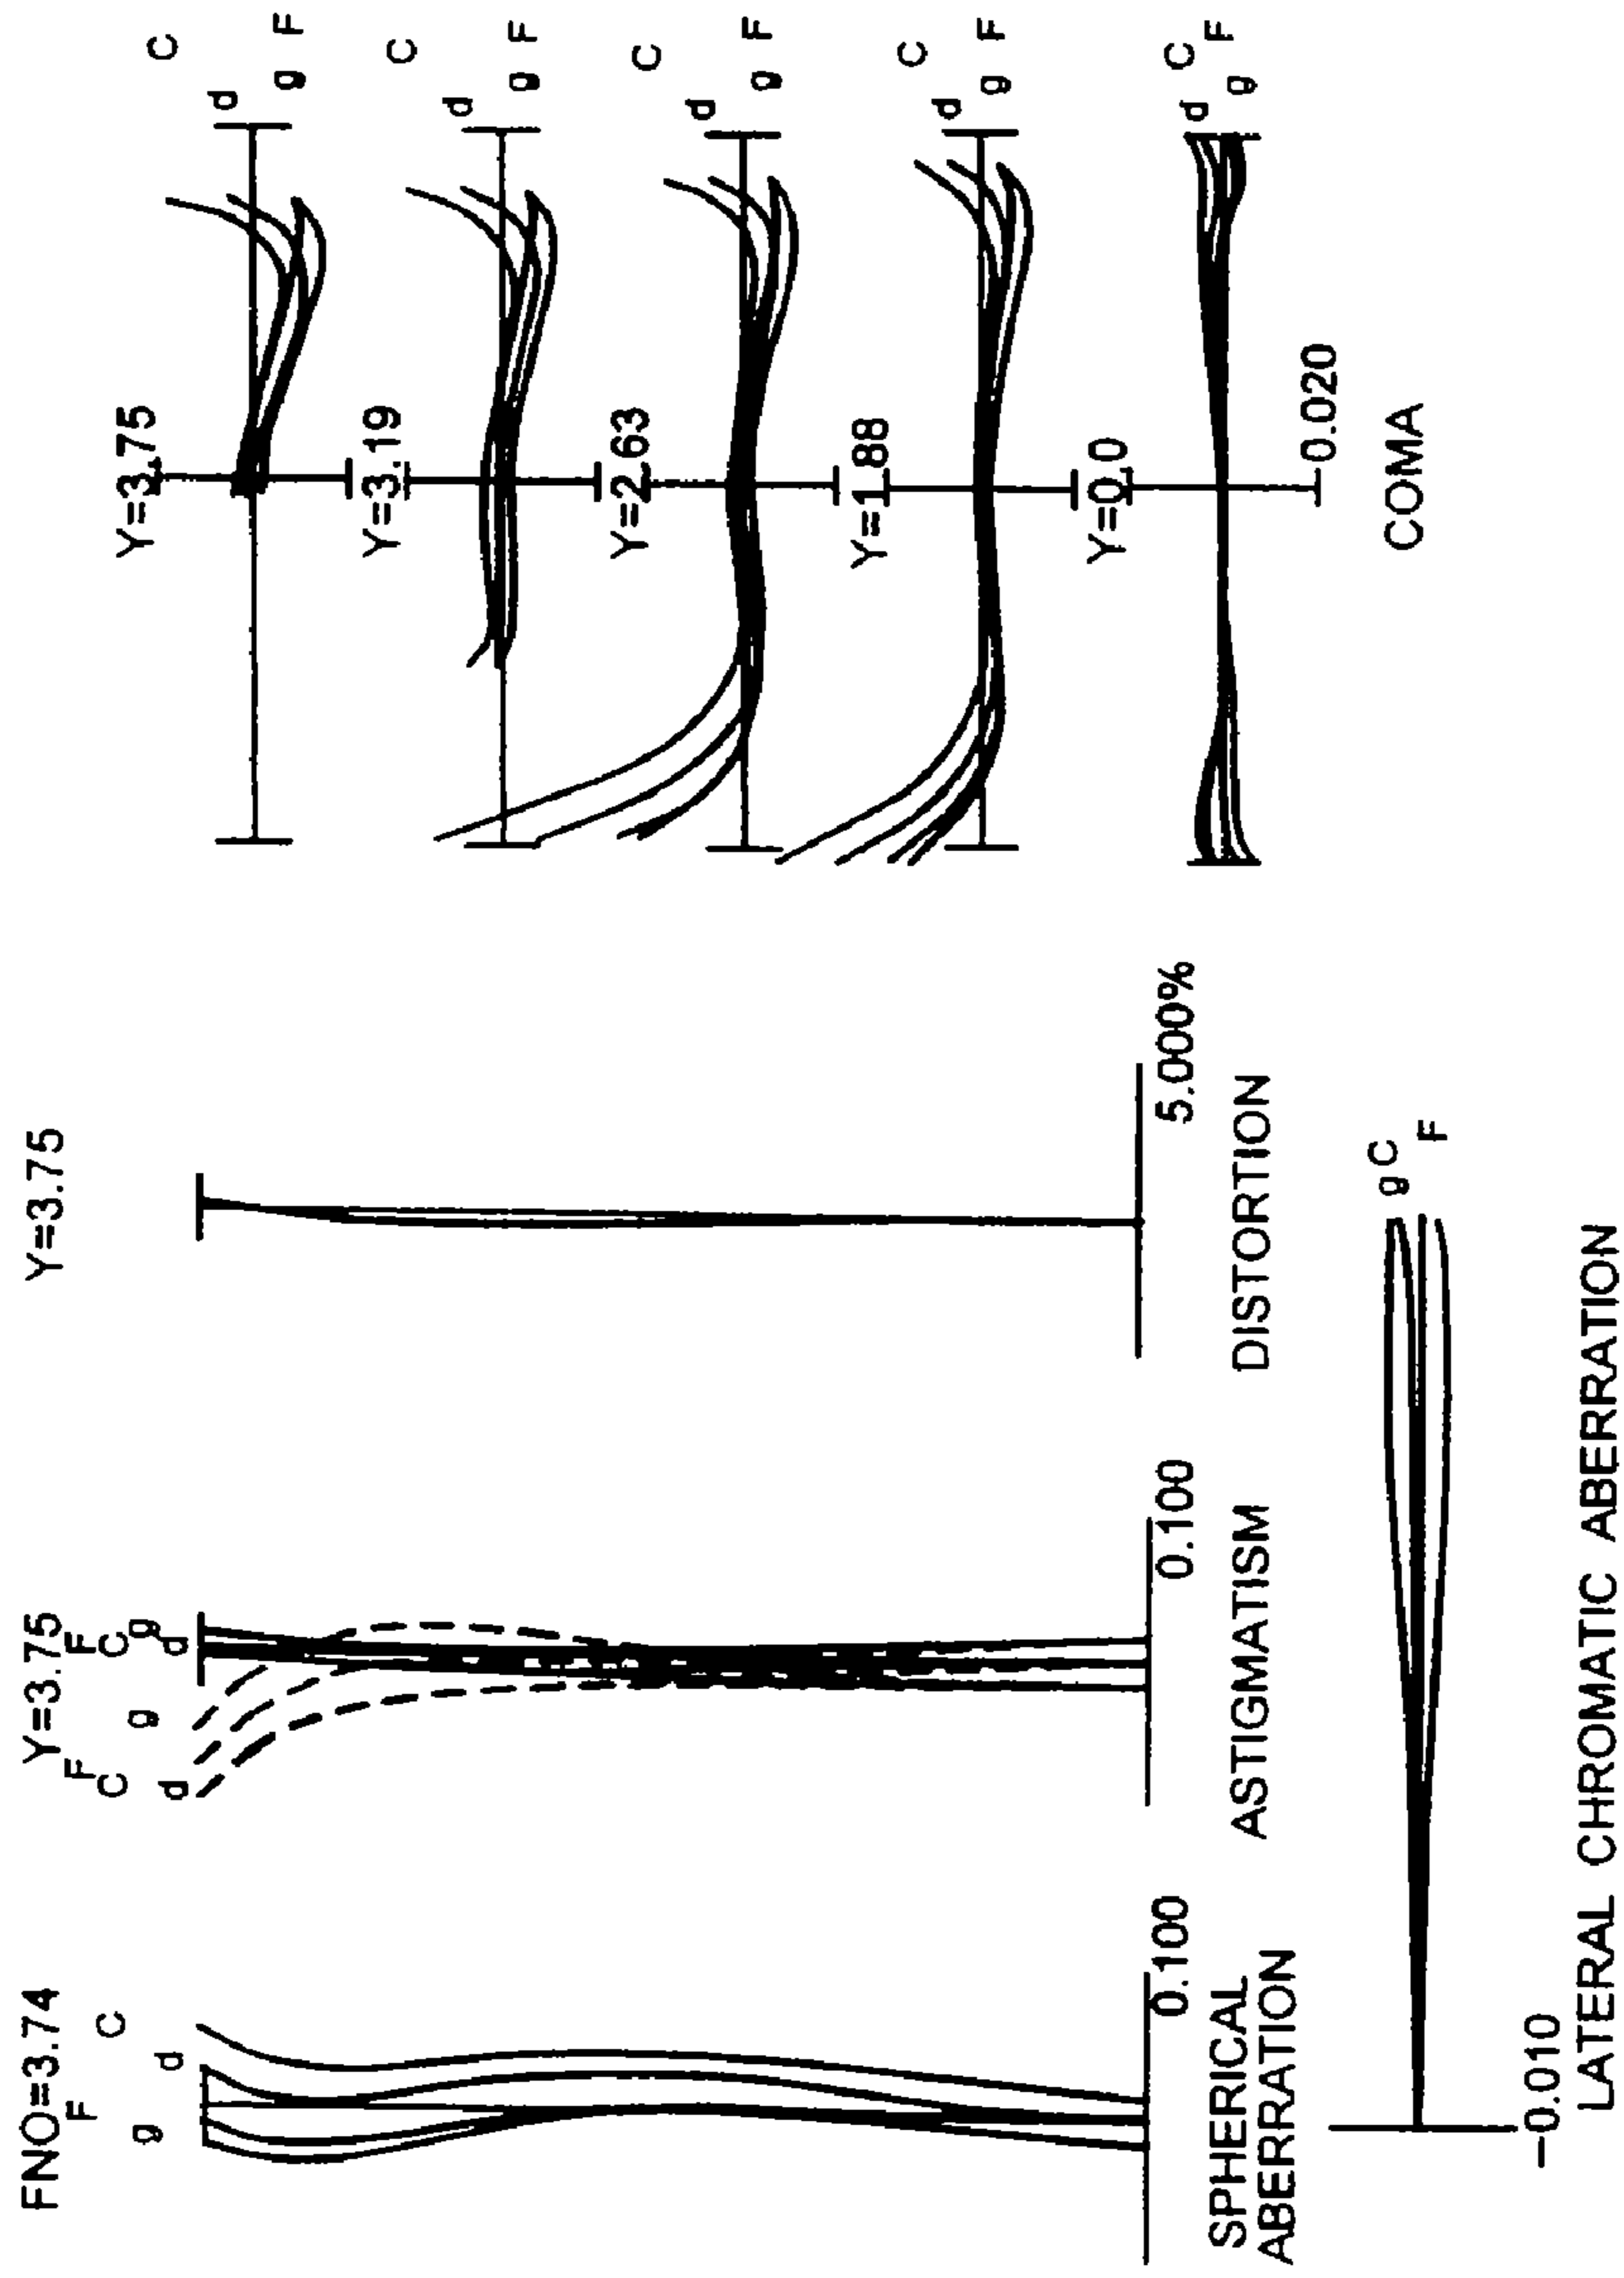 FNO=3.74
F
C
g
d
0.100
SPHERICAL
ABERRATION
Y=3.75
F
C
g
d
F
C
g
d
0.100
ASTIGMATISM
Y=3.75
5.000%
DISTORTION
Y=3.75
C
d
g
F
Y=3.19
C
d
g
F
Y=2.63
C
d
g
F
Y=1.88
C
d
g
F
Y=0.0
C
d
F
g
0.020
COMA
g C
F
−0.010
LATERAL CHROMATIC ABERRATION